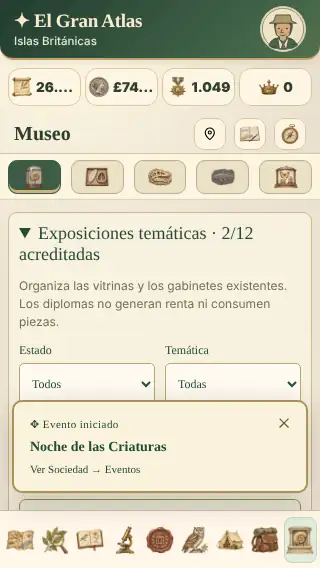 ✦ El Gran Atlas
Islas Británicas
26.... £74... 1.049 0
Museo
▼ Exposiciones temáticas · 2/12
acreditadas
Organiza las vitrinas y los gabinetes existentes.
Los diplomas no generan renta ni consumen
piezas.
Estado Temática
Todos Todas
✥ Evento iniciado
Noche de las Criaturas
Ver Sociedad → Eventos